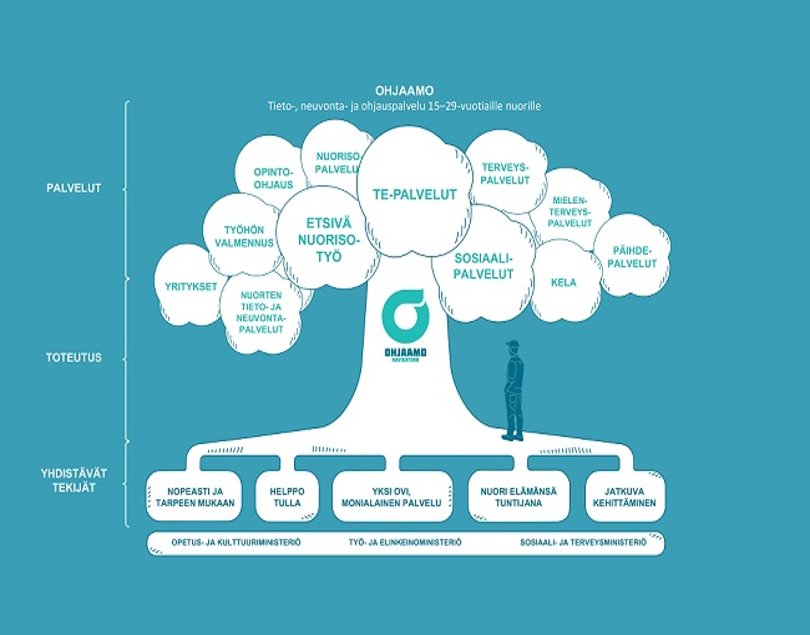 OHJAAMO
Tieto-, neuvonta- ja ohjauspalvelu 15–29-vuotiaille nuorille
PALVELUT
OPINTO-
OHJAUS
NUORISO-
PALVELU
TE-PALVELUT
TERVEYS-
PALVELUT
MIELEN-
TERVEYS-
PALVELUT
PÄIHDE-
PALVELUT
TYÖHÖN
VALMENNUS
ETSIVÄ
NUORISO-
TYÖ
SOSIAALI-
PALVELUT
KELA
YRITYKSET
NUORTEN
TIETO- JA
NEUVONTA-
PALVELUT
TOTEUTUS
OHJAAMO
NAVIGATORN
YHDISTÄVÄT
TEKIJÄT
NOPEASTI JA
TARPEEN MUKAAN
HELPPO
TULLA
YKSI OVI,
MONIALAINEN PALVELU
NUORI ELÄMÄNSÄ
TUNTIJANA
JATKUVA
KEHITTÄMINEN
OPETUS- JA KULTTUURIMINISTERIÖ
TYÖ- JA ELINKEINOMINISTERIÖ
SOSIAALI- JA TERVEYSMINISTERIÖ